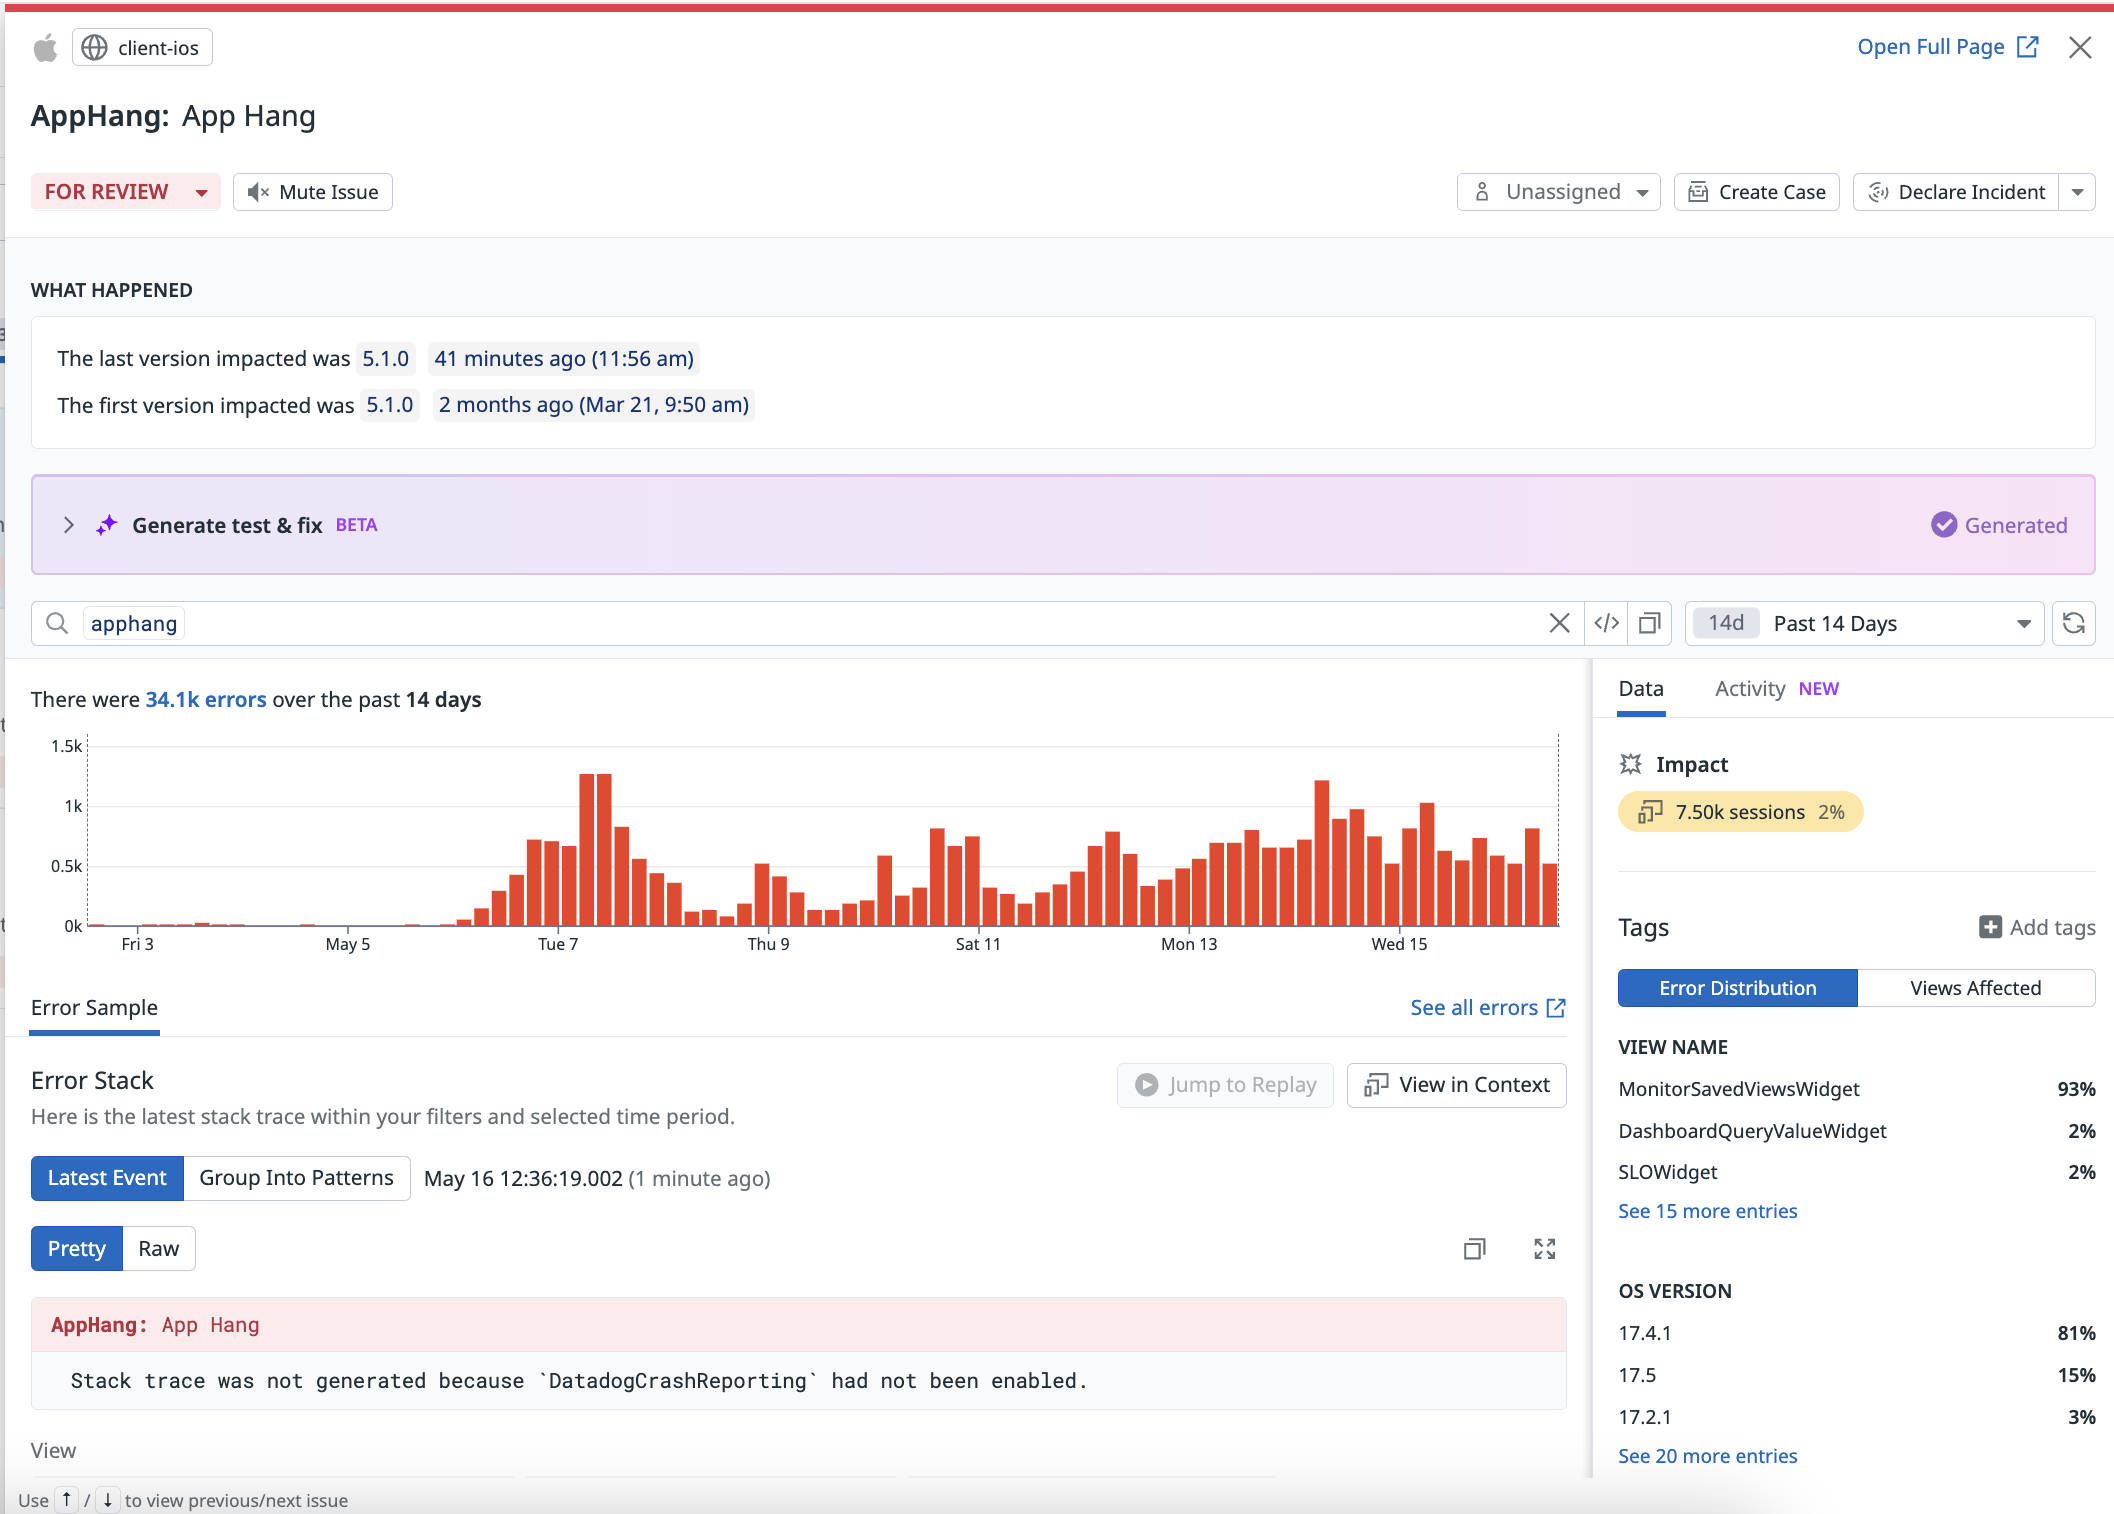 client-ios
Open Full Page
AppHang: App Hang
FOR REVIEW
Mute Issue
Unassigned
Create Case
Declare Incident
WHAT HAPPENED
The last version impacted was 5.1.0 41 minutes ago (11:56 am)
The first version impacted was 5.1.0 2 months ago (Mar 21, 9:50 am)
Generate test & fix BETA
Generated
apphang
</>
14d Past 14 Days
There were 34.1k errors over the past 14 days
1.5k
1k
0.5k
0k
Fri 3
May 5
Tue 7
Thu 9
Sat 11
Mon 13
Wed 15
Error Sample
See all errors
Error Stack
Here is the latest stack trace within your filters and selected time period.
Jump to Replay
View in Context
Latest Event
Group Into Patterns
May 16 12:36:19.002 (1 minute ago)
Pretty
Raw
AppHang: App Hang
Stack trace was not generated because `DatadogCrashReporting` had not been enabled.
View
Use ↑ / ↓ to view previous/next issue
Data
Activity NEW
Impact
7.50k sessions 2%
Tags
Add tags
Error Distribution
Views Affected
VIEW NAME
MonitorSavedViewsWidget 93%
DashboardQueryValueWidget 2%
SLOWidget 2%
See 15 more entries
OS VERSION
17.4.1 81%
17.5 15%
17.2.1 3%
See 20 more entries